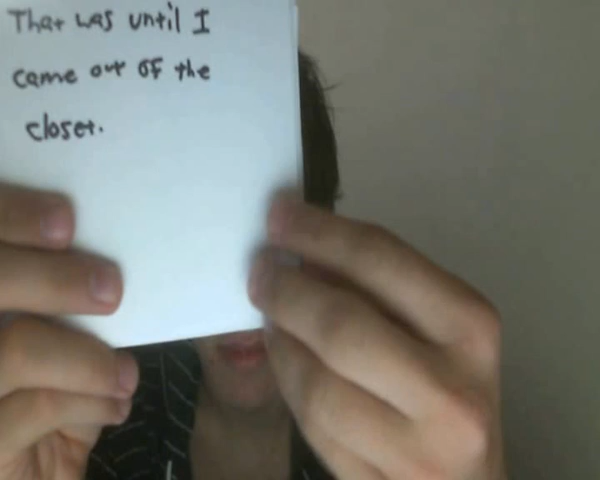 That was until I
came out of the
closet.